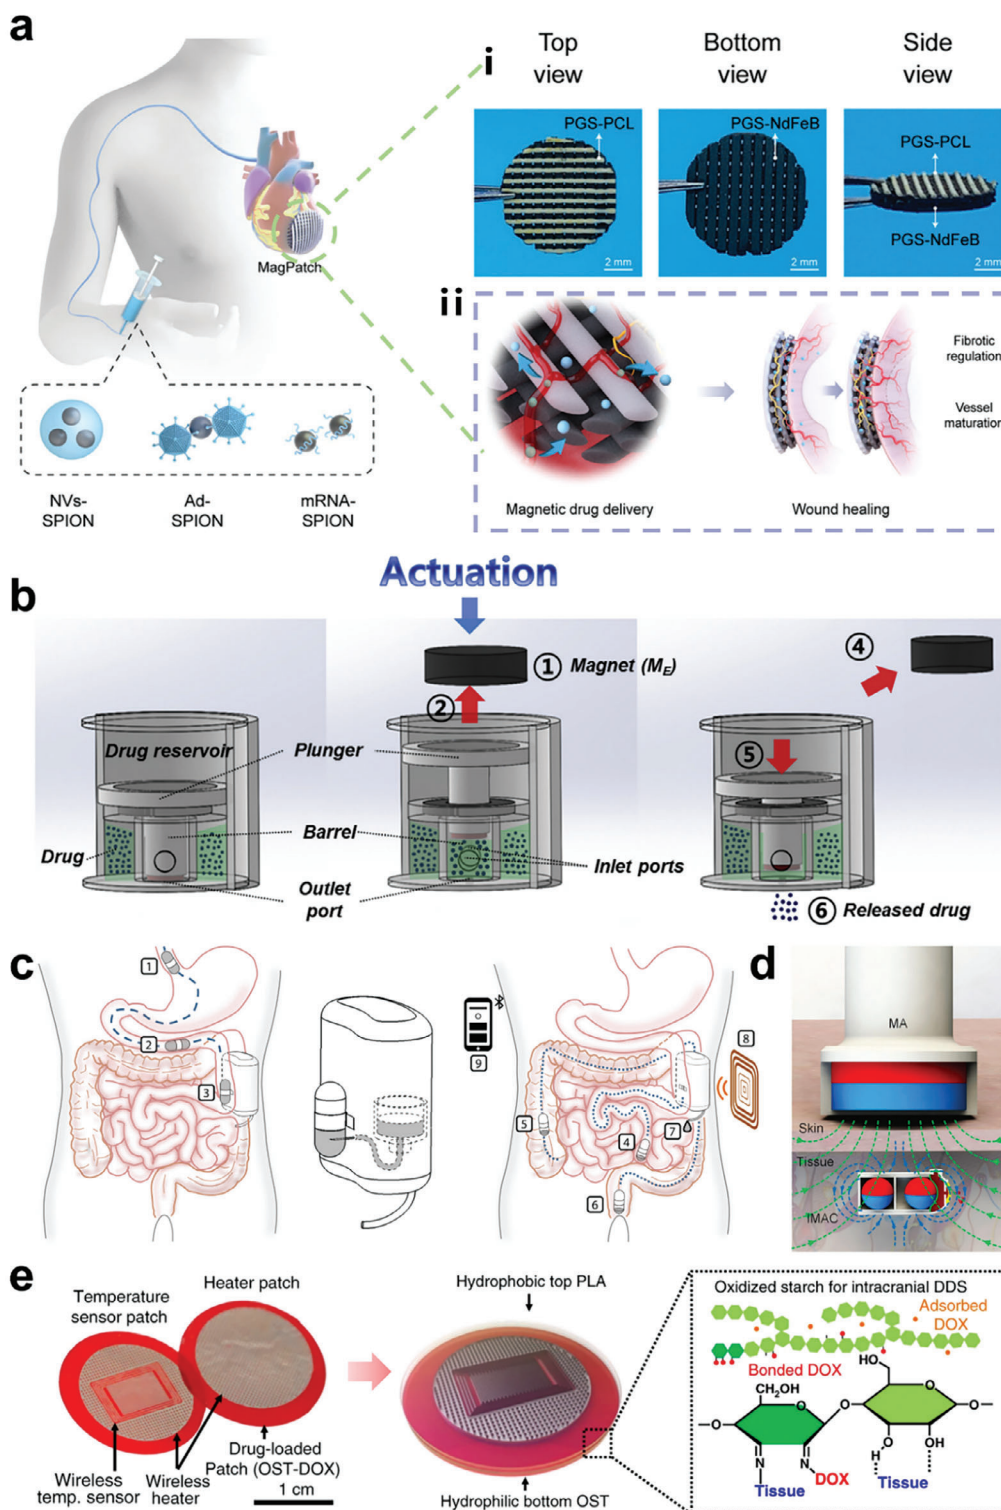 a
i
Top
view
Bottom
view
Side
view
PGS-PCL
2 mm
PGS-NdFeB
2 mm
PGS-PCL
PGS-NdFeB
2 mm
MagPatch
NVs-
SPION
Ad-
SPION
mRNA-
SPION
ii
Magnetic drug delivery
Wound healing
Fibrotic
regulation
Vessel
maturation
b
Actuation
① Magnet (M_E)
②
④
⑤
Drug reservoir
Plunger
Barrel
Drug
Inlet ports
Outlet
port
⑥ Released drug
c
1
2
3
9
8
5
4
7
6
d
MA
Skin
Tissue
IMAC
e
Temperature
sensor patch
Heater patch
Wireless
temp. sensor
Wireless
heater
Drug-loaded
Patch (OST-DOX)
1 cm
Hydrophobic top PLA
Hydrophilic bottom OST
Oxidized starch for intracranial DDS
Adsorbed
DOX
Bonded DOX
CH₂OH
HO
O
O
O
O
O
N
N
DOX
Tissue
O
H
OH
Tissue